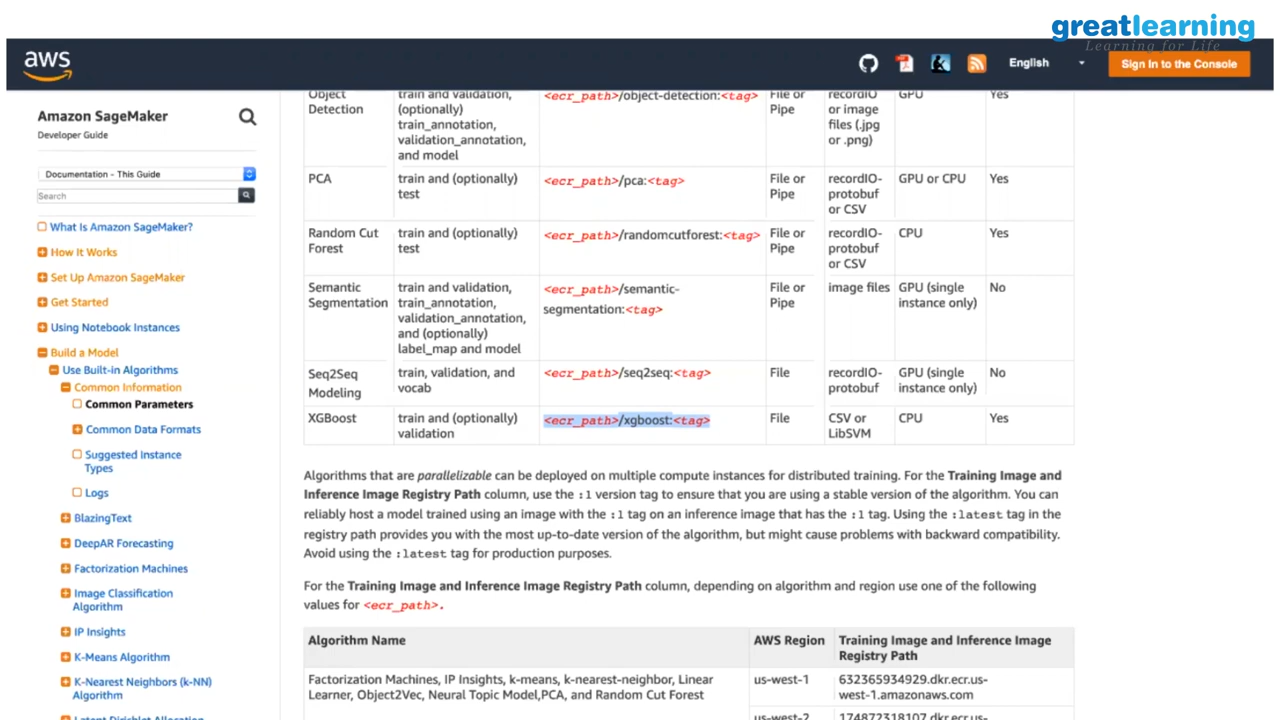 greatlearning
Learning for Life
aws
English
Sign In to the Console
Amazon SageMaker
Developer Guide
Documentation - This Guide
Search
What Is Amazon SageMaker?
How It Works
Set Up Amazon SageMaker
Get Started
Using Notebook Instances
Build a Model
Use Built-in Algorithms
Common Information
Common Parameters
Common Data Formats
Suggested Instance
Types
Logs
BlazingText
DeepAR Forecasting
Factorization Machines
Image Classification
Algorithm
IP Insights
K-Means Algorithm
K-Nearest Neighbors (k-NN)
Algorithm
Latent Dirichlet Allocation
Object
Detection
train and validation,
(optionally)
train_annotation,
validation_annotation,
and model
<ecr_path>/object-detection:<tag>
File or
Pipe
recordIO
or image
files (.jpg
or .png)
GPU
Yes
PCA
train and (optionally)
test
<ecr_path>/pca:<tag>
File or
Pipe
recordIO-
protobuf
or CSV
GPU or CPU
Yes
Random Cut
Forest
train and (optionally)
test
<ecr_path>/randomcutforest:<tag>
File or
Pipe
recordIO-
protobuf
or CSV
CPU
Yes
Semantic
Segmentation
train and validation,
train_annotation,
validation_annotation,
and (optionally)
label_map and model
<ecr_path>/semantic-
segmentation:<tag>
File or
Pipe
image files
GPU (single
instance only)
No
Seq2Seq
Modeling
train, validation, and
vocab
<ecr_path>/seq2seq:<tag>
File
recordIO-
protobuf
GPU (single
instance only)
No
XGBoost
train and (optionally)
validation
<ecr_path>/xgboost:<tag>
File
CSV or
LibSVM
CPU
Yes
Algorithms that are parallelizable can be deployed on multiple compute instances for distributed training. For the Training Image and
Inference Image Registry Path column, use the :1 version tag to ensure that you are using a stable version of the algorithm. You can
reliably host a model trained using an image with the :1 tag on an inference image that has the :1 tag. Using the :latest tag in the
registry path provides you with the most up-to-date version of the algorithm, but might cause problems with backward compatibility.
Avoid using the :latest tag for production purposes.
For the Training Image and Inference Image Registry Path column, depending on algorithm and region use one of the following
values for <ecr_path>.
Algorithm Name
AWS Region
Training Image and Inference Image
Registry Path
Factorization Machines, IP Insights, k-means, k-nearest-neighbor, Linear
Learner, Object2Vec, Neural Topic Model,PCA, and Random Cut Forest
us-west-1
632365934929.dkr.ecr.us-
west-1.amazonaws.com
us-west-2
174872318107.dkr.ecr.us-